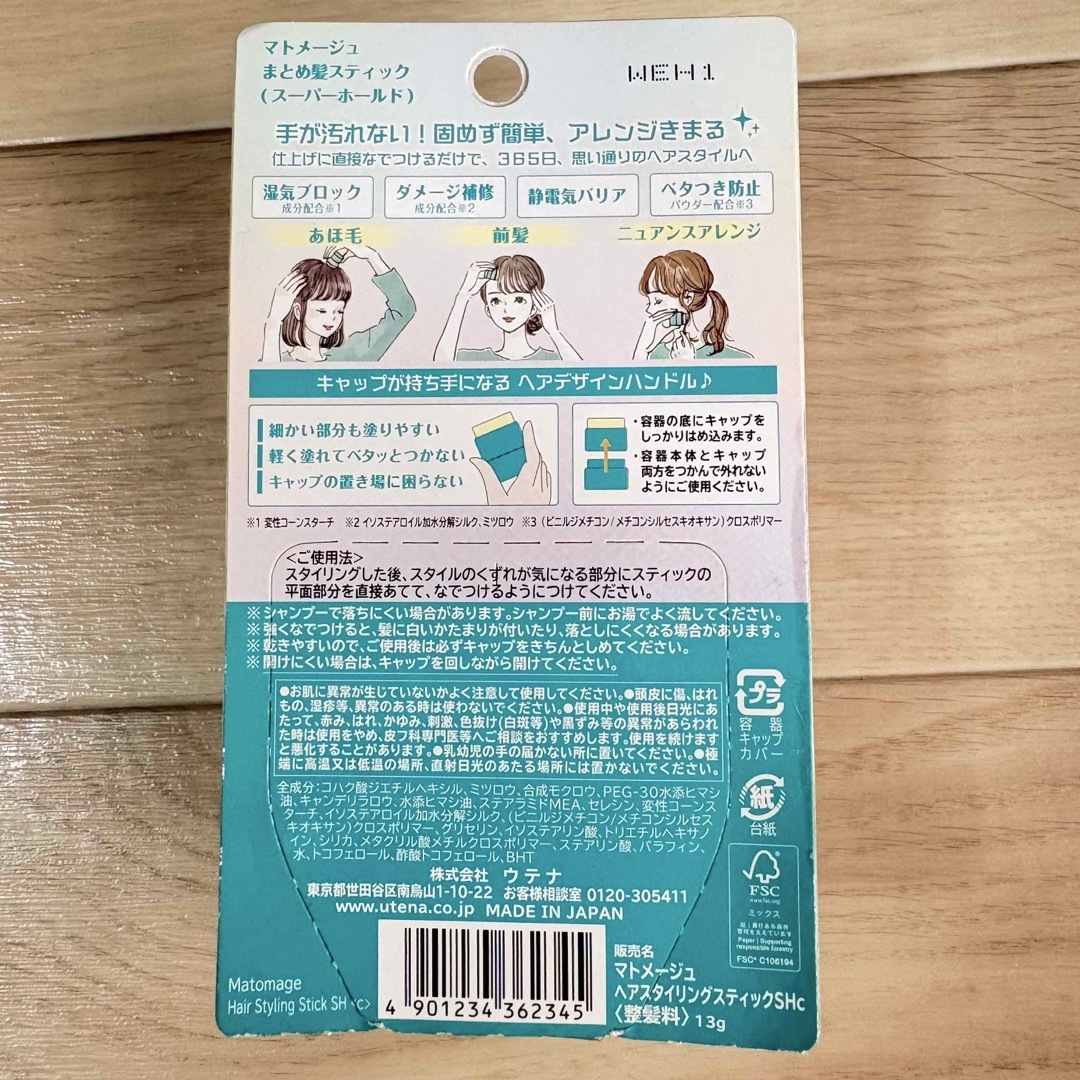 マトメージュ
まとめ髪スティック
(スーパーホールド)
WEH1
手が汚れない!固めず簡単、アレンジきまる
仕上げに直接なでつけるだけで、365日、思い通りのヘアスタイルへ
湿気ブロック
成分配合※1
ダメージ補修
成分配合※2
静電気バリア
ベタつき防止
パウダー配合※3
あほ毛
前髪
ニュアンスアレンジ
キャップが持ち手になる ヘアデザインハンドル♪
細かい部分も塗りやすい
軽く塗れてベタッとつかない
キャップの置き場に困らない
・容器の底にキャップを
しっかりはめ込みます。
・容器本体とキャップ
両方をつかんで外れない
ようにご使用ください。
※1 変性コーンスターチ ※2 イソステアロイル加水分解シルク、ミツロウ ※3 (ビニルジメチコン/メチコンシルセスキオキサン)クロスポリマー
<ご使用法>
スタイリングした後、スタイルのくずれが気になる部分にスティックの
平面部分を直接あてて、なでつけるようにつけてください。
※シャンプーで落ちにくい場合があります。シャンプー前にお湯でよく流してください。
※強くなでつけると、髪に白いかたまりが付いたり、落としにくくなる場合があります。
※乾きやすいので、ご使用後は必ずキャップをきちんとしめてください。
※開けにくい場合は、キャップを回しながら開けてください。
●お肌に異常が生じていないかよく注意して使用してください。●頭皮に傷、はれ
もの、湿疹等、異常のある時は使わないでください。●使用中や使用後日光にあ
たって、赤み、はれ、かゆみ、刺激、色抜け(白斑等)や黒ずみ等の異常があらわれ
た時は使用をやめ、皮フ科専門医等へご相談をおすすめします。使用を続けます
と悪化することがあります。●乳幼児の手の届かない所に置いてください。●極
端に高温又は低温の場所、直射日光のあたる場所には置かないでください。
全成分:コハク酸ジエチルヘキシル、ミツロウ、合成モクロウ、PEG-30水添ヒマシ
油、キャンデリラロウ、水添ヒマシ油、ステアラミドMEA、セレシン、変性コーンス
ターチ、イソステアロイル加水分解シルク、(ビニルジメチコン/メチコンシルセス
キオキサン)クロスポリマー、グリセリン、イソステアリン酸、トリエチルヘキサノ
イン、シリカ、メタクリル酸メチルクロスポリマー、ステアリン酸、パラフィン、
水、トコフェロール、酢酸トコフェロール、BHT
株式会社 ウテナ
東京都世田谷区南烏山1-10-22 お客様相談室 0120-305411
www.utena.co.jp MADE IN JAPAN
プラ
容器
キャップ
カバー
紙
台紙
FSC
www.fsc.org
ミックス
紙|責任ある森林
管理を支えています
Paper | Supporting
responsible forestry
FSC® C106194
Matomage
Hair Styling Stick SH <c>
4 901234 362345
販売名
マトメージュ
ヘアスタイリングスティックSHc
〈整髪料〉 13g